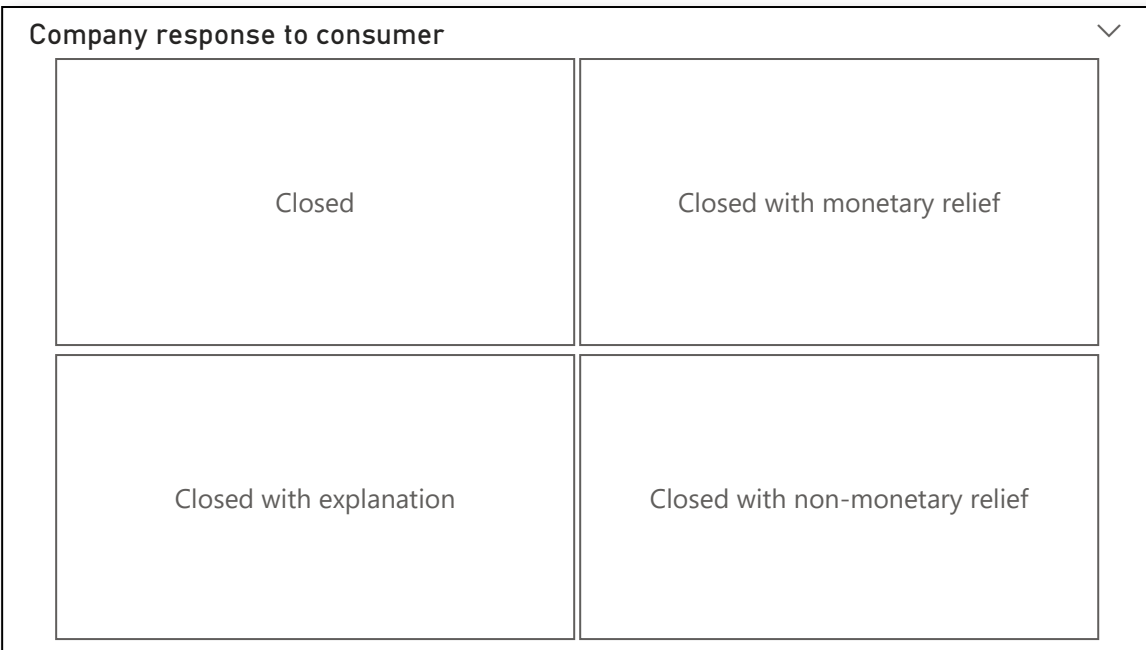 Company response to consumer
Closed
Closed with monetary relief
Closed with explanation
Closed with non-monetary relief